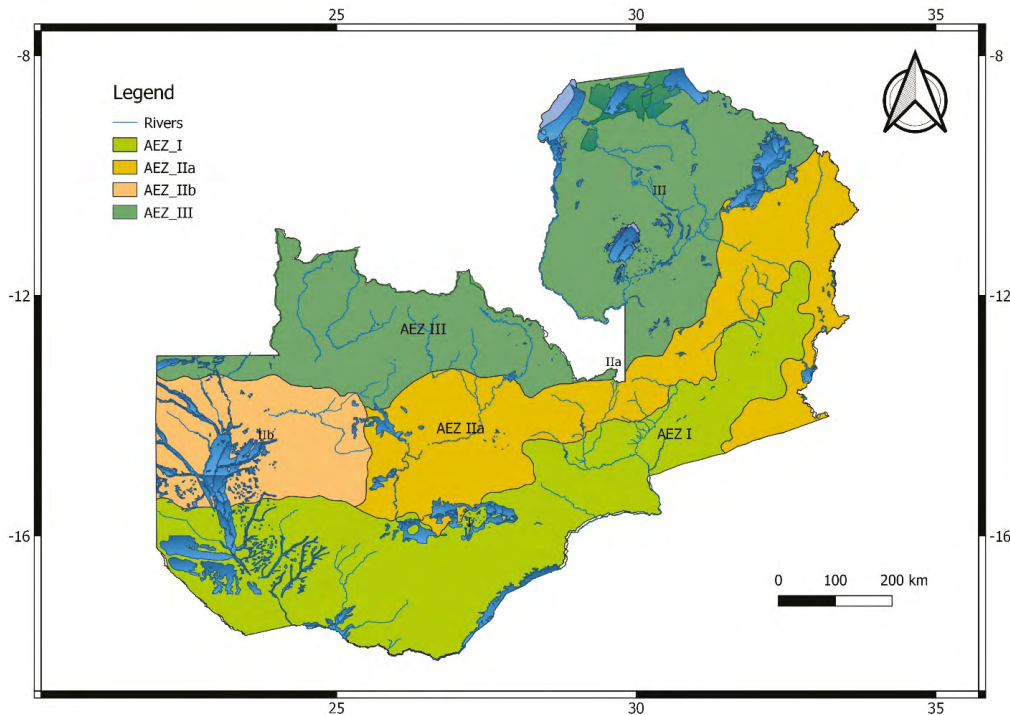 25 30 35
-8 -8
Legend
Rivers
AEZ_I
AEZ_IIa
AEZ_IIb
AEZ_III
III
-12 -12
AEZ III
IIa
AEZ IIa
AEZ I
IIb
-16 -16
0 100 200 km
25 30 35